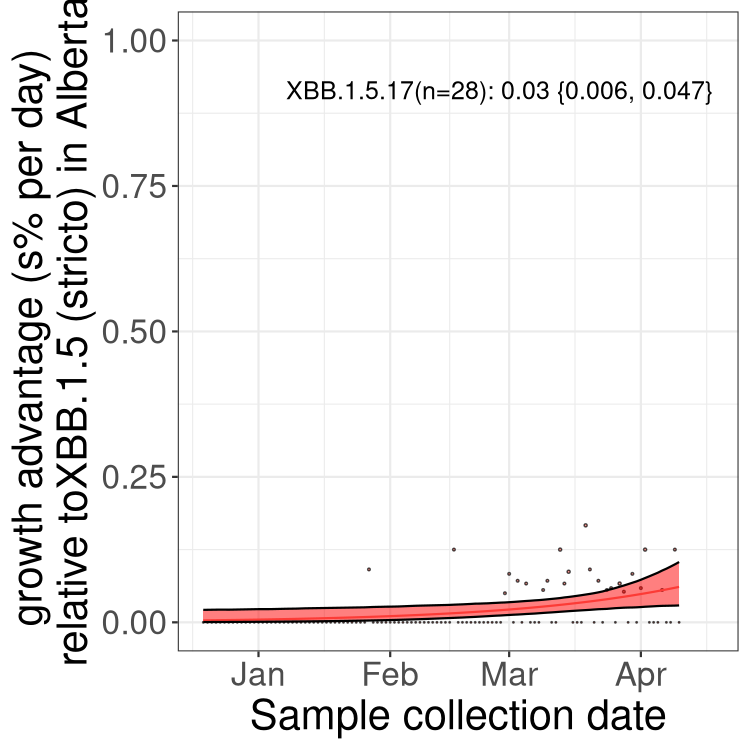 growth advantage (s% per day)
relative toXBB.1.5 (stricto) in Alberta
1.00
0.75
0.50
0.25
0.00
XBB.1.5.17(n=28): 0.03 {0.006, 0.047}
Jan Feb Mar Apr
Sample collection date